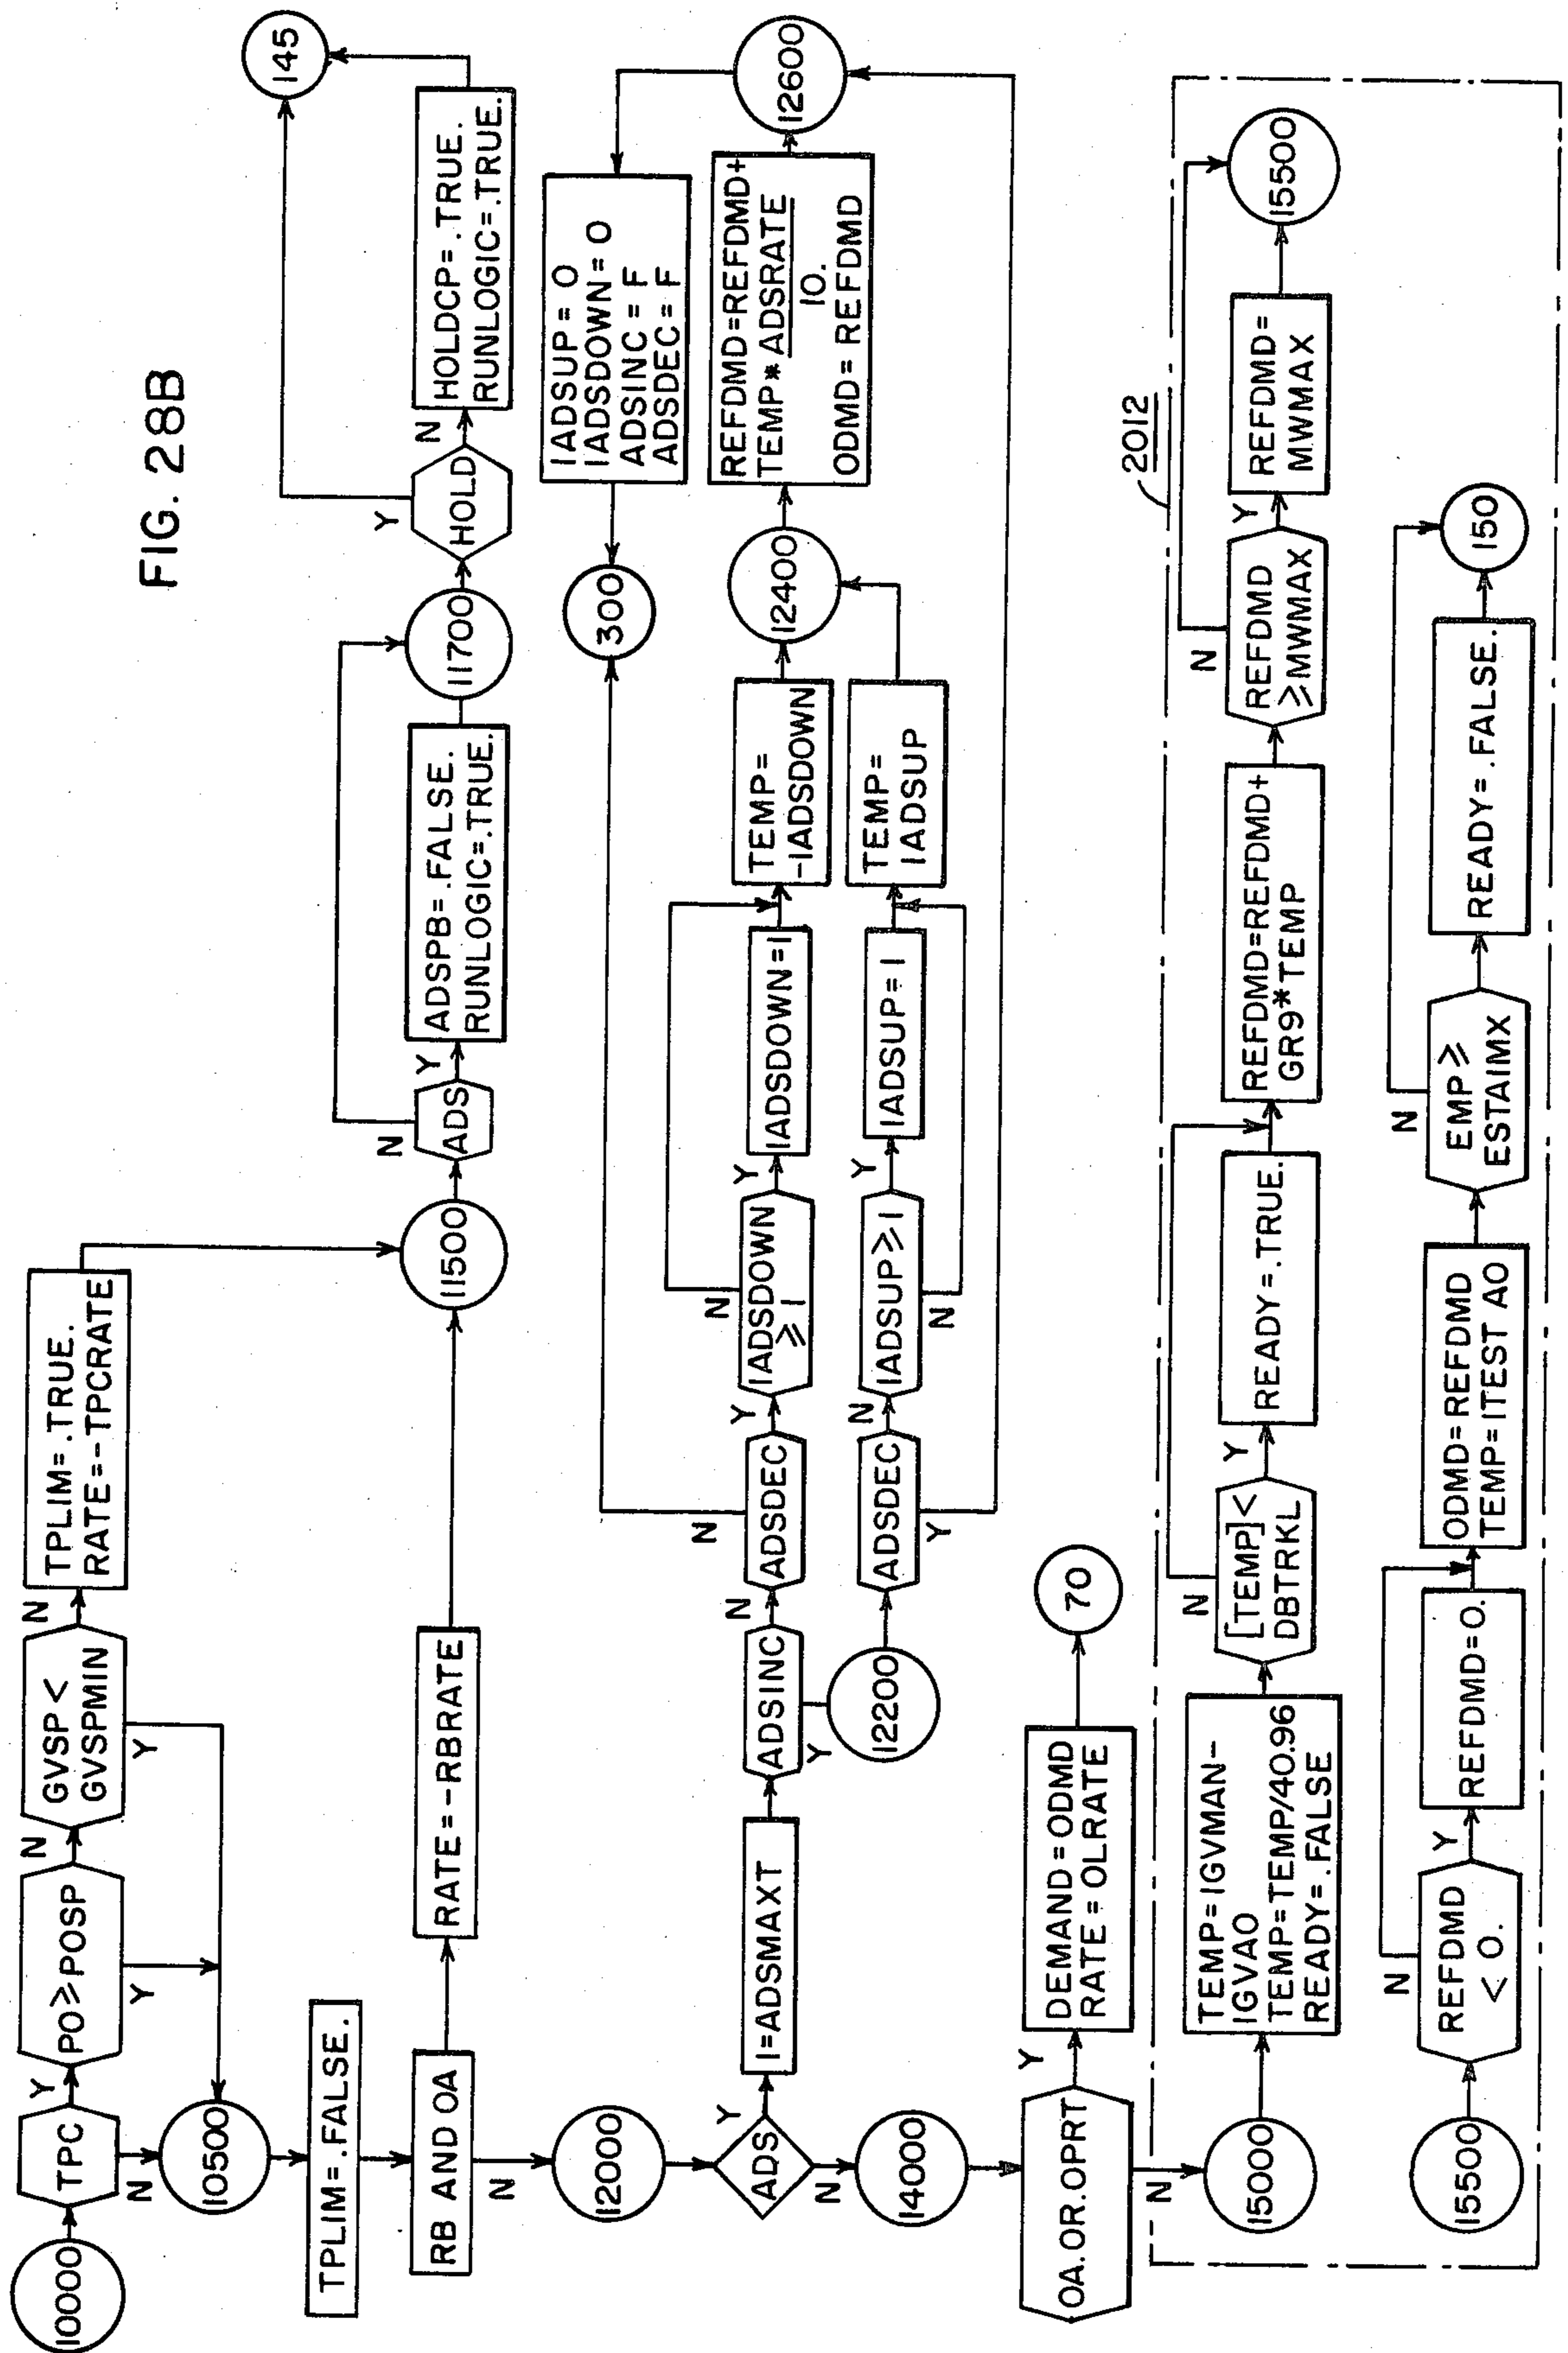 FIG. 28B
10000
TPC
Y
N
PO≥POSP
N
Y
GVSP<
GVSPMIN
N
Y
TPLIM=.TRUE.
RATE=-TPCRATE
10500
TPLIM=.FALSE.
RB AND OA
N
RATE=-RBRATE
11500
ADS
N
Y
ADSPB=.FALSE.
RUNLOGIC=.TRUE.
11700
HOLD
Y
N
HOLDCP=.TRUE.
RUNLOGIC=.TRUE.
145
12000
ADS
Y
N
I=ADSMAXT
ADSINC
N
Y
ADSDEC
N
Y
IADSDOWN
≥1
N
Y
IADSDOWN=1
TEMP=
-IADSDOWN
12200
ADSDEC
N
Y
IADSUP≥1
Y
N
IADSUP=1
TEMP=
IADSUP
12400
REFDMD=REFDMD+
TEMP*ADSRATE
10.
ODMD=REFDMD
12600
IADSUP=0
IADSDOWN=0
ADSINC=F
ADSDEC=F
300
14000
OA.OR.OPRT
Y
N
DEMAND=ODMD
RATE=OLRATE
70
2012
15000
TEMP=IGVMAN-
IGVAO
TEMP=TEMP/40.96
READY=.FALSE
[TEMP]<
DBTRKL
N
Y
READY=.TRUE.
REFDMD=REFDMD+
GR9*TEMP
REFDMD
≥MWMAX
N
Y
REFDMD=
MWMAX
15500
15500
REFDMD
<0.
N
Y
REFDMD=0.
ODMD=REFDMD
TEMP=ITEST AO
EMP≥
ESTAIMX
N
READY=.FALSE.
150